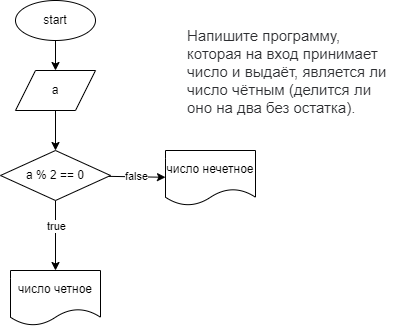 start
Напишите программу,
которая на вход принимает
число и выдаёт, является ли
число чётным (делится ли
оно на два без остатка).
a
a % 2 == 0
false
число нечетное
true
число четное